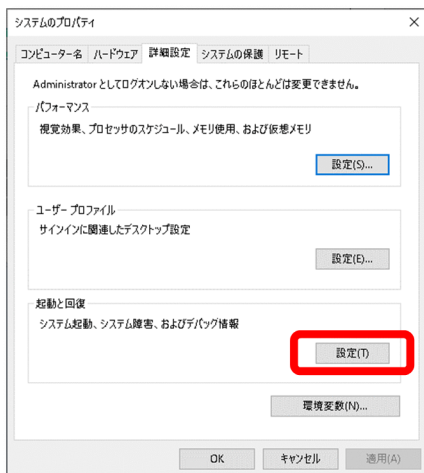 システムのプロパティ
コンピューター名 ハードウェア 詳細設定 システムの保護 リモート
Administrator としてログオンしない場合は、これらのほとんどは変更できません。
パフォーマンス
視覚効果、プロセッサのスケジュール、メモリ使用、および仮想メモリ
設定(S)...
ユーザー プロファイル
サインインに関連したデスクトップ設定
設定(E)...
起動と回復
システム起動、システム障害、およびデバッグ情報
設定(T)
環境変数(N)...
OK キャンセル 適用(A)